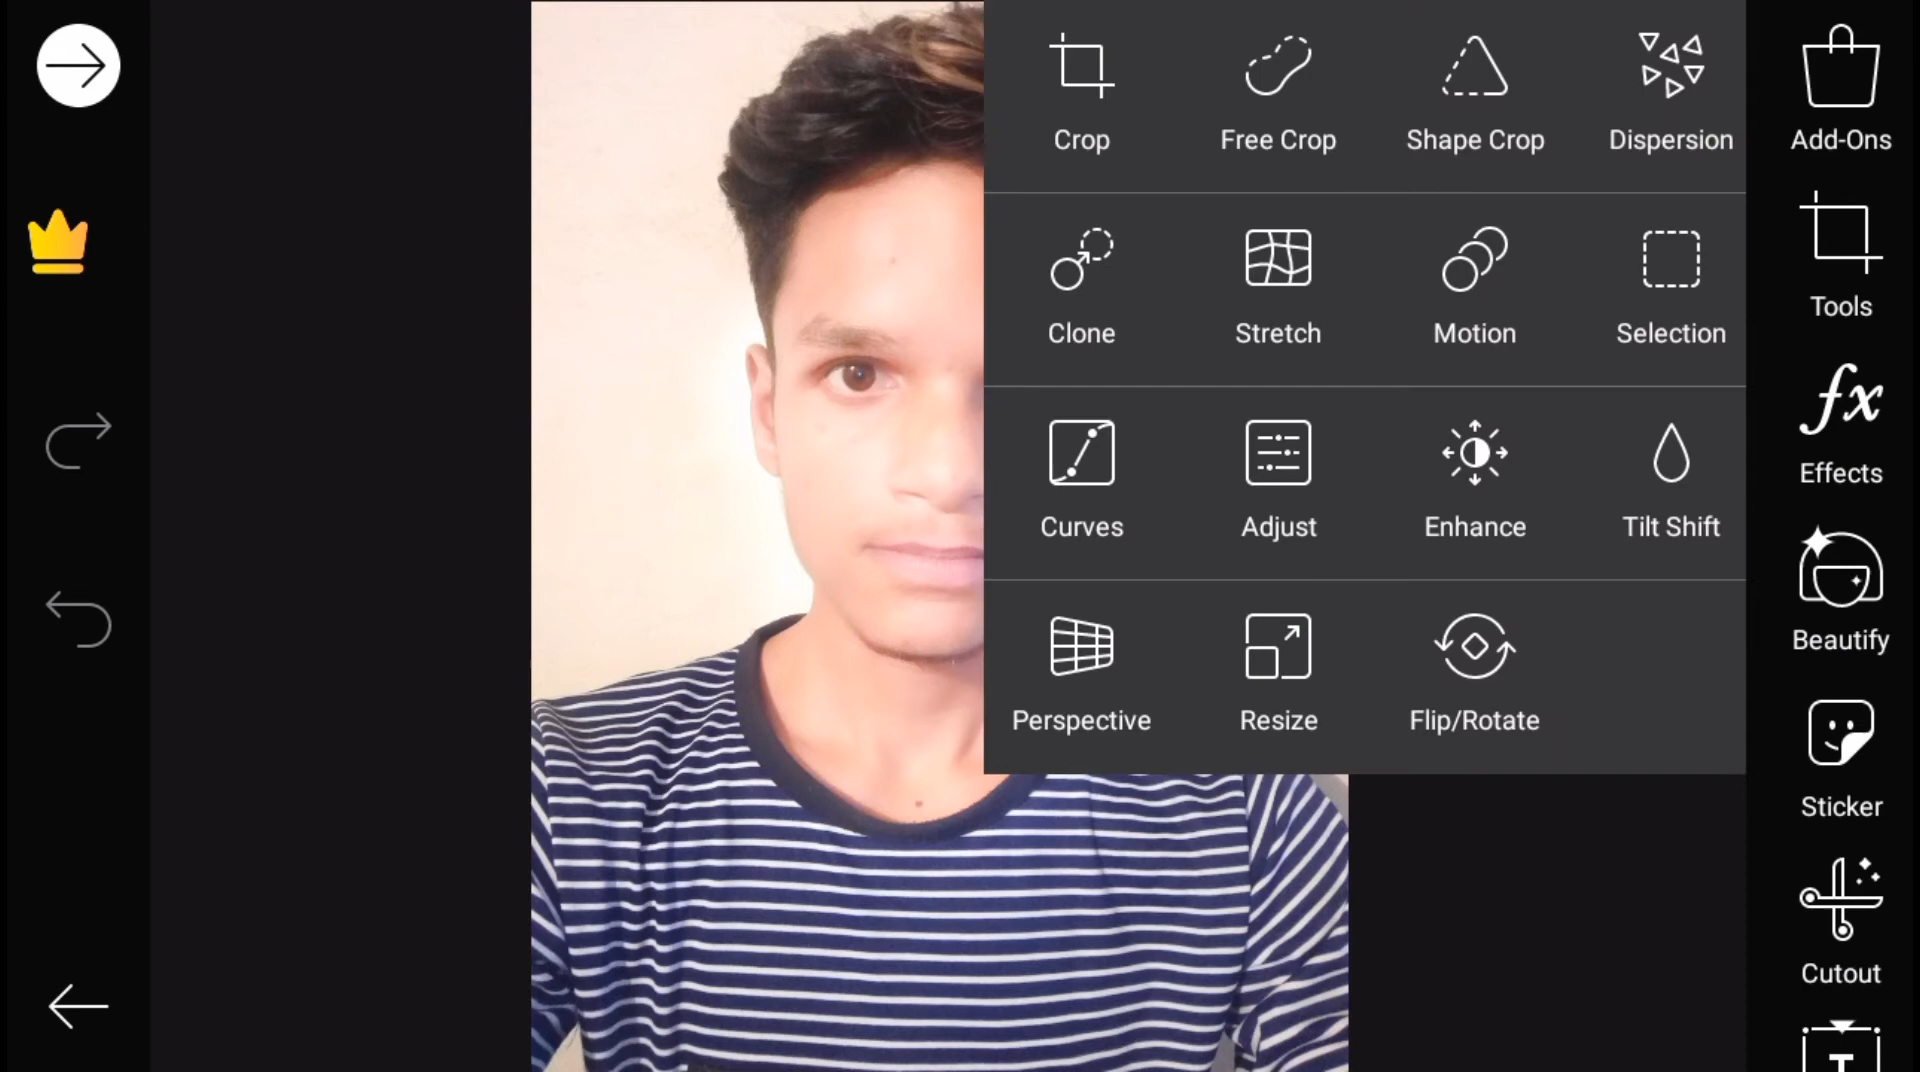 Crop Free Crop Shape Crop Dispersion
Clone Stretch Motion Selection
Curves Adjust Enhance Tilt Shift
Perspective Resize Flip/Rotate
Add-Ons
Tools
fx
Effects
Beautify
Sticker
Cutout
T